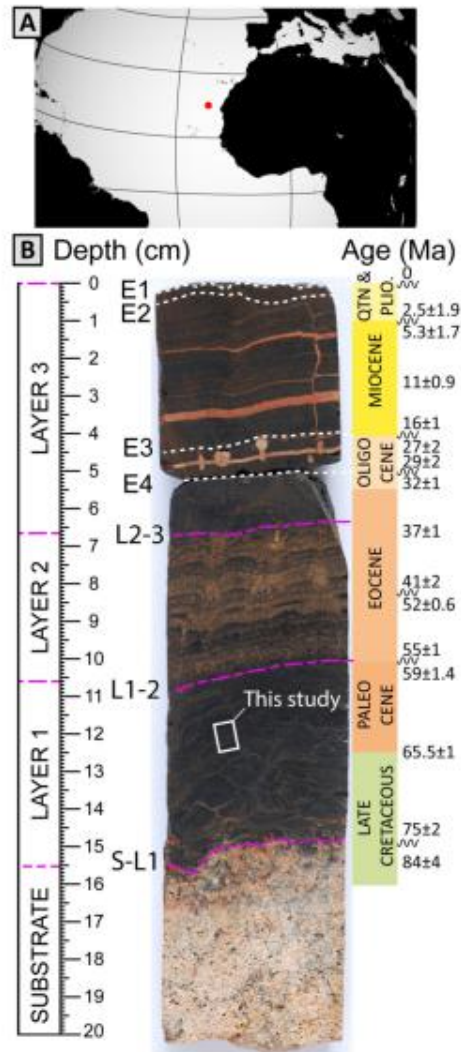 A
B Depth (cm) Age (Ma)
0
1
2
3
4
5
6
7
8
9
10
11
12
13
14
15
16
17
18
19
20
LAYER 3
LAYER 2
LAYER 1
SUBSTRATE
E1
E2
E3
E4
L2-3
L1-2
This study
S-L1
QTN &
PLIO.
MIOCENE
OLIGO
CENE
EOCENE
PALEO
CENE
LATE
CRETACEOUS
0
2.5±1.9
5.3±1.7
11±0.9
16±1
27±2
29±2
32±1
37±1
41±2
52±0.6
55±1
59±1.4
65.5±1
75±2
84±4